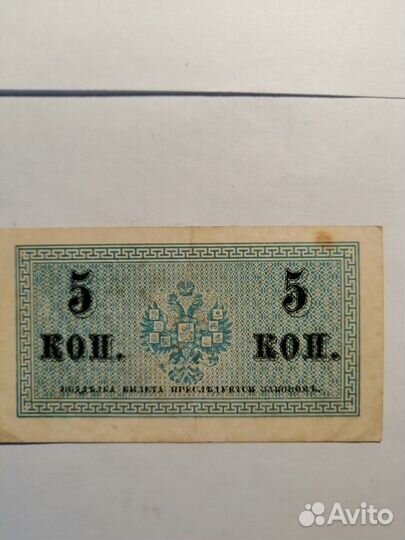 5 5
КОП. КОП.
ПОДДѢЛКА БИЛЕТА ПРЕСЛѢДУЕТСЯ ЗАКОНОМЪ.
Avito